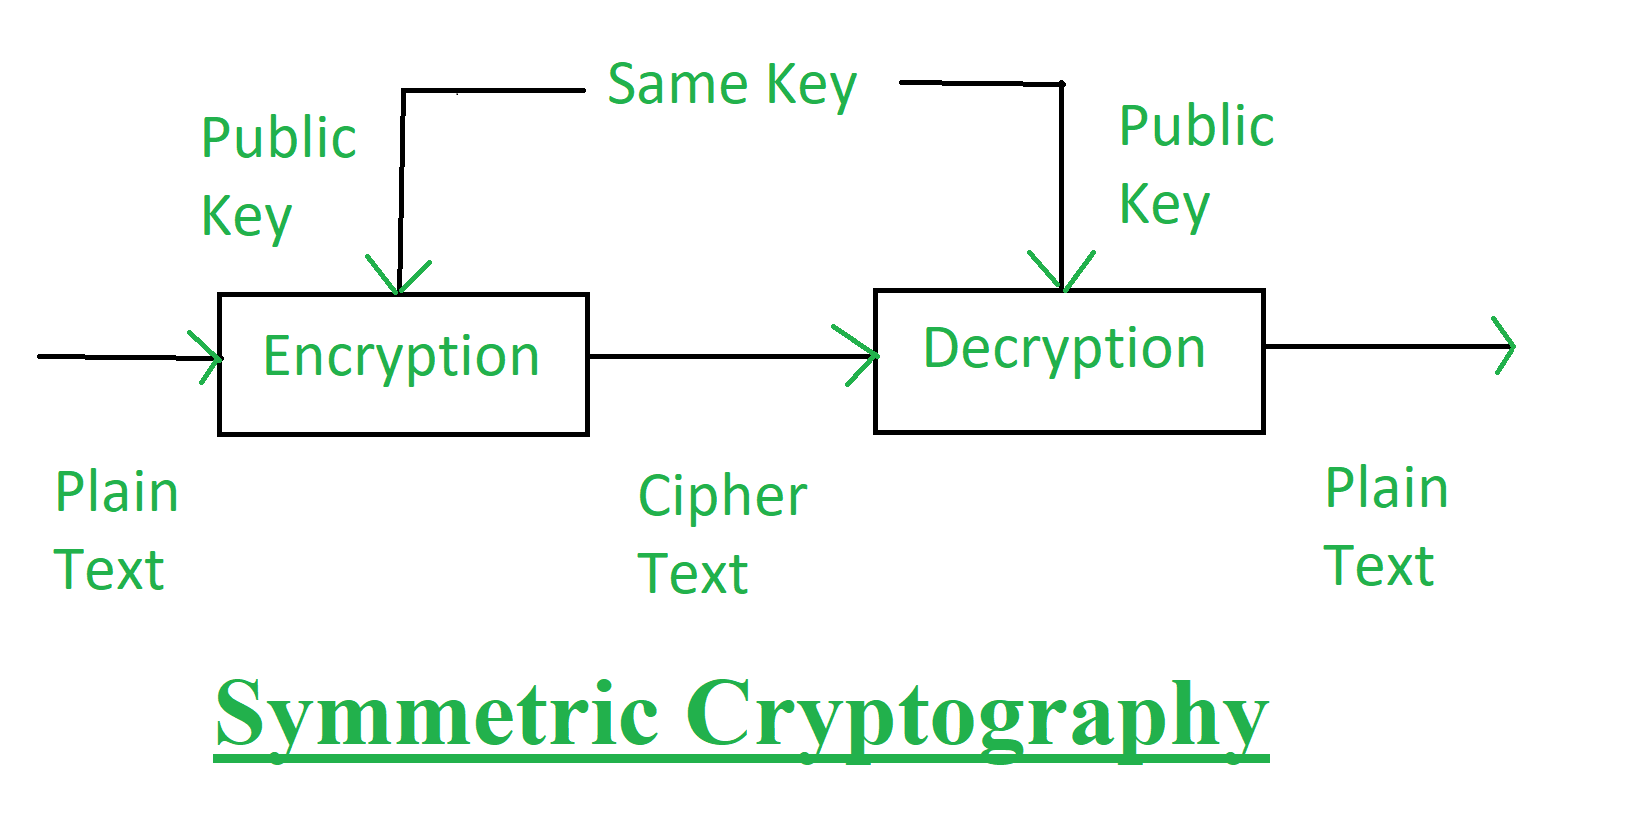 Same Key
Public
Key
Public
Key
Encryption
Decryption
Plain
Text
Cipher
Text
Plain
Text
Symmetric Cryptography